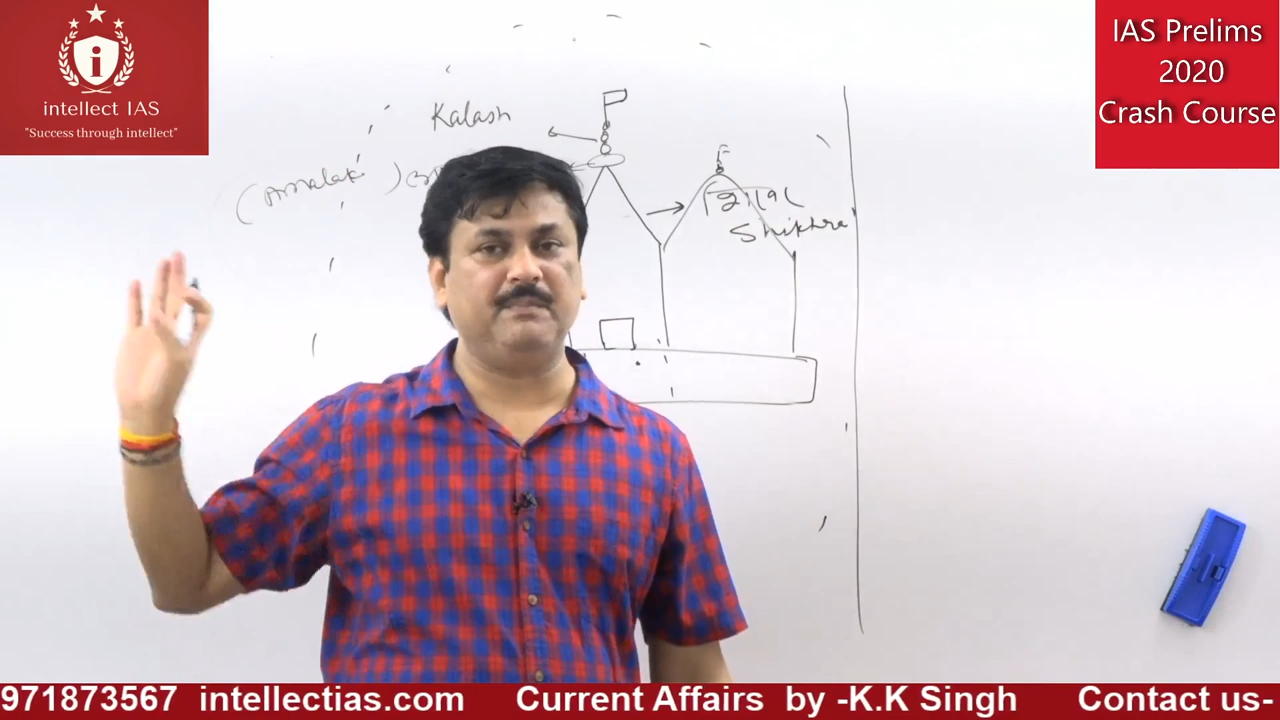 i
intellect IAS
"Success through intellect"
IAS Prelims
2020
Crash Course
Kalash
(Amalak)
शिखर
Shikhra
971873567 intellectias.com Current Affairs by -K.K Singh Contact us-